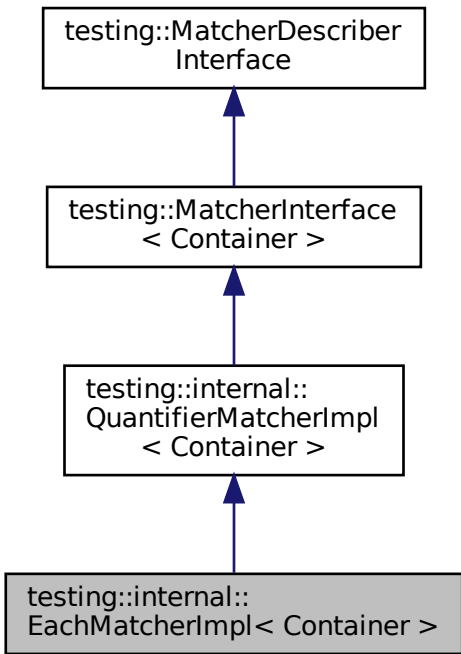 testing::MatcherDescriber
Interface
testing::MatcherInterface
< Container >
testing::internal::
QuantifierMatcherImpl
< Container >
testing::internal::
EachMatcherImpl< Container >